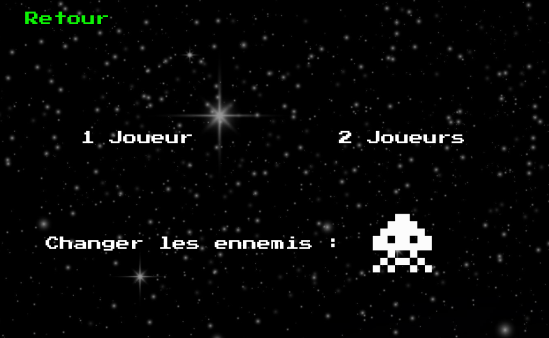 Retour
1 Joueur
2 Joueurs
Changer les ennemis :